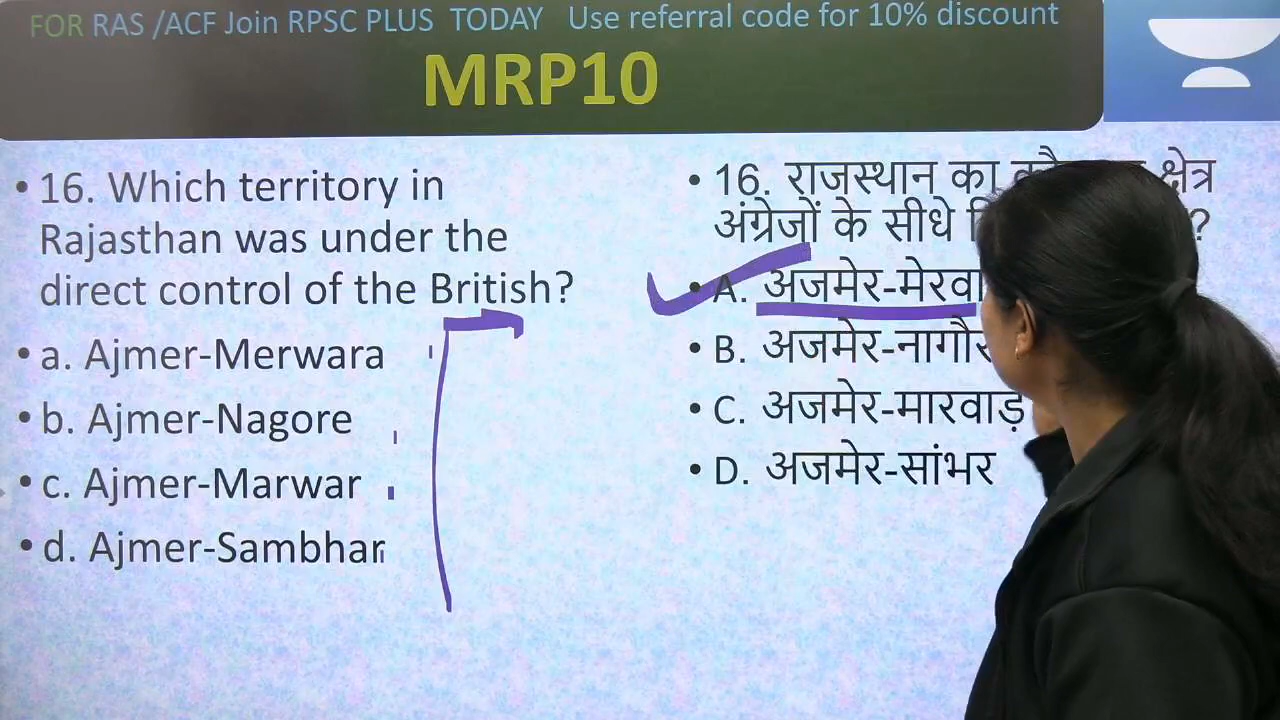 FOR RAS /ACF Join RPSC PLUS TODAY Use referral code for 10% discount
MRP10
• 16. Which territory in
Rajasthan was under the
direct control of the British?
• a. Ajmer-Merwara
• b. Ajmer-Nagore
• c. Ajmer-Marwar
• d. Ajmer-Sambhar
• 16. राजस्थान का क्षेत्र
अंग्रेजों के सीधे ?
• A. अजमेर-मेरवा
• B. अजमेर-नागौर
• C. अजमेर-मारवाड़
• D. अजमेर-सांभर